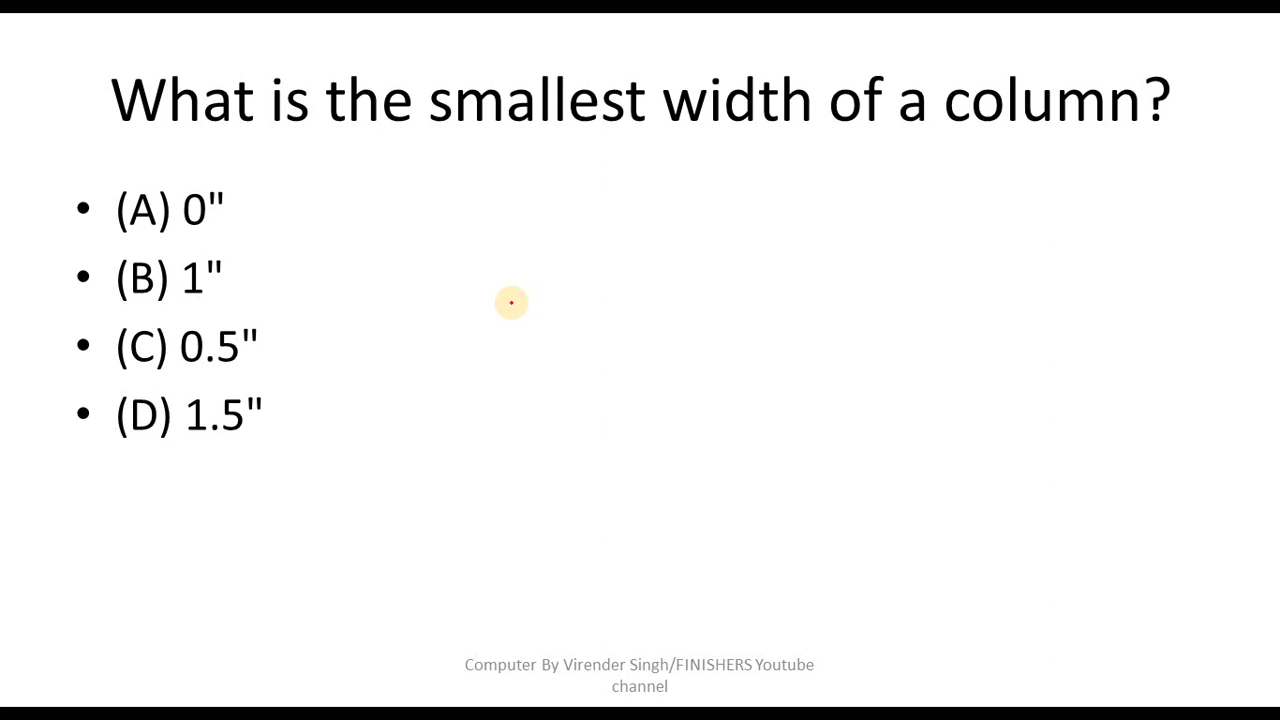 What is the smallest width of a column?
• (A) 0"
• (B) 1"
• (C) 0.5"
• (D) 1.5"
Computer By Virender Singh/FINISHERS Youtube
channel